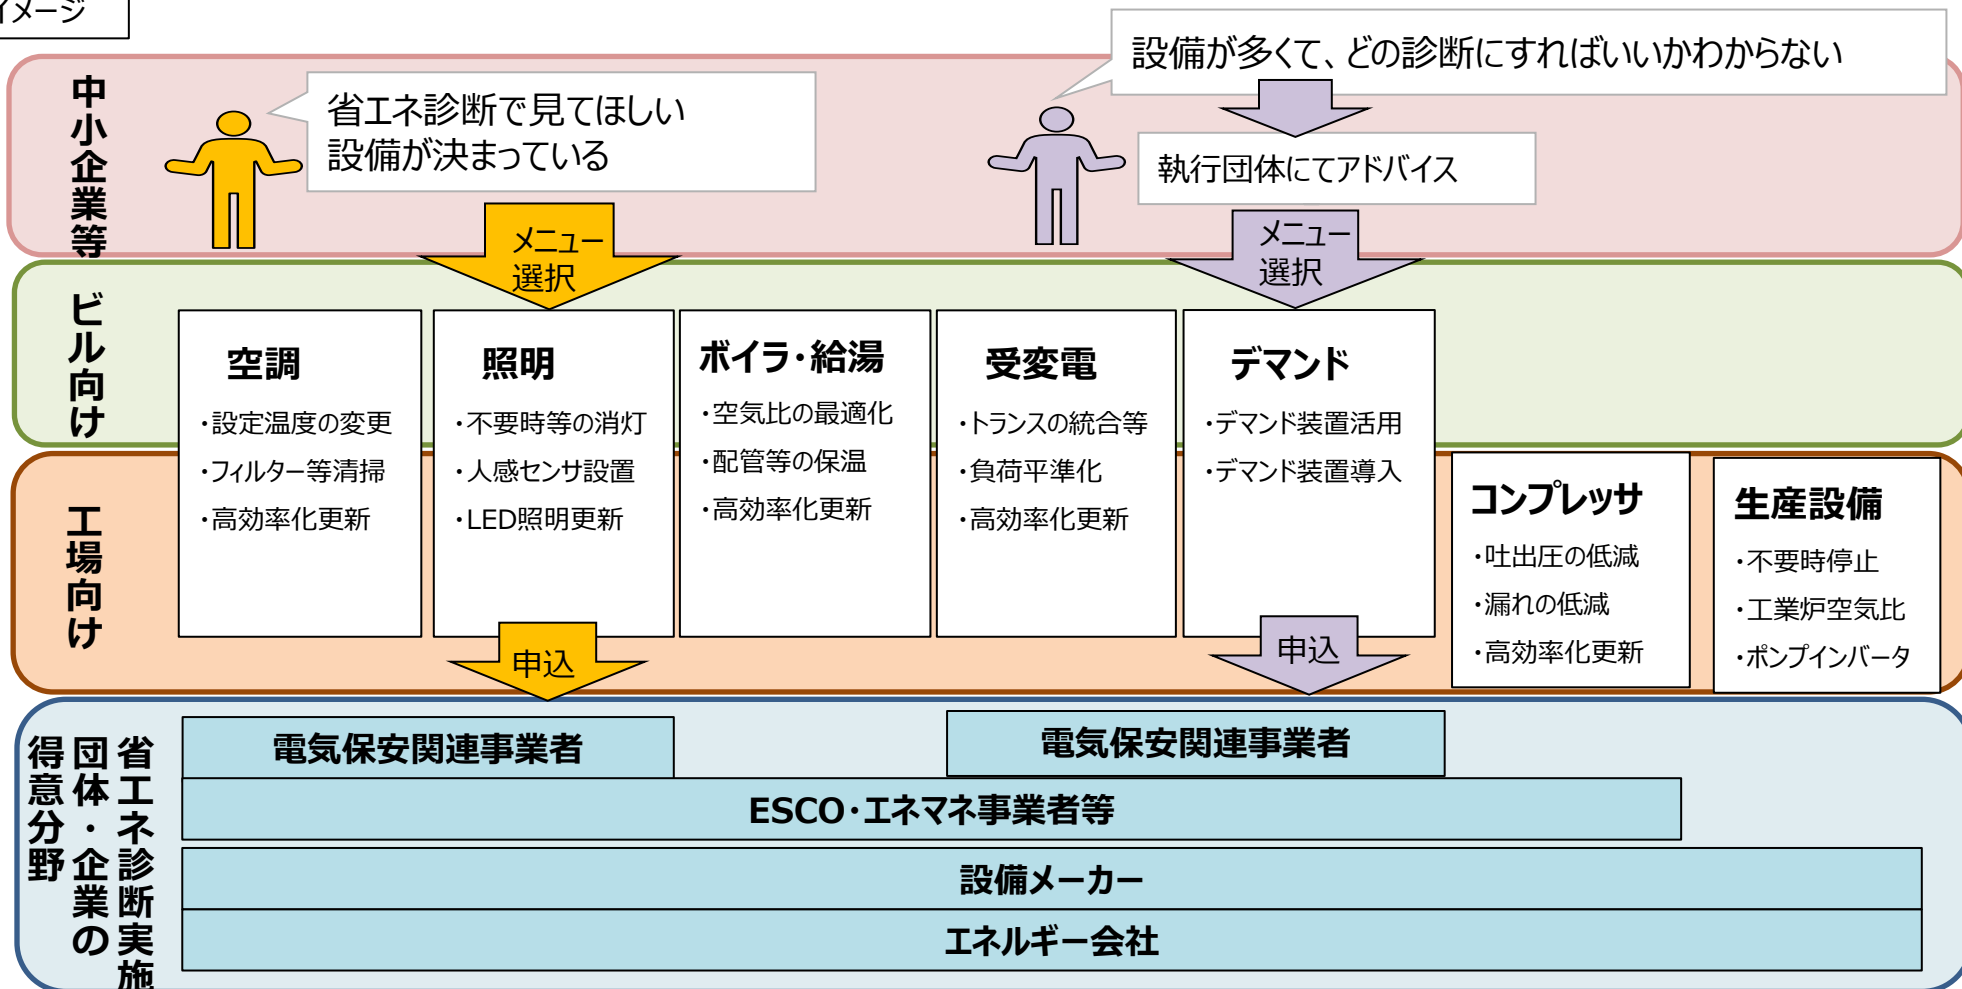 イメージ
設備が多くて、どの診断にすればいいかわからない
中小企業等
省エネ診断で見てほしい
設備が決まっている
執行団体にてアドバイス
メニュー
選択
メニュー
選択
ビル向け
工場向け
空調
・設定温度の変更
・フィルター等清掃
・高効率化更新
照明
・不要時等の消灯
・人感センサ設置
・LED照明更新
ボイラ・給湯
・空気比の最適化
・配管等の保温
・高効率化更新
受変電
・トランスの統合等
・負荷平準化
・高効率化更新
デマンド
・デマンド装置活用
・デマンド装置導入
コンプレッサ
・吐出圧の低減
・漏れの低減
・高効率化更新
生産設備
・不要時停止
・工業炉空気比
・ポンプインバータ
申込
申込
省エネ診断実施
団体・企業の
得意分野
電気保安関連事業者
電気保安関連事業者
ESCO・エネマネ事業者等
設備メーカー
エネルギー会社